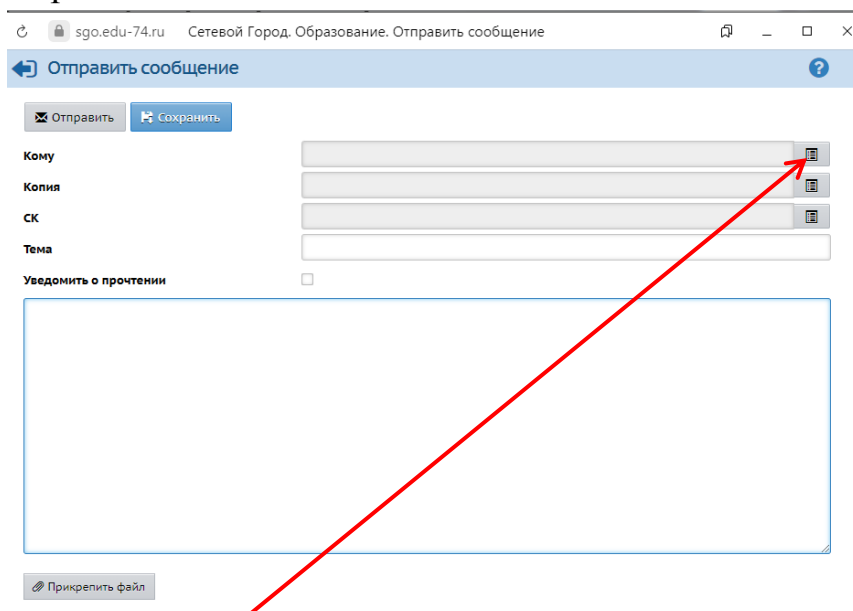 sgo.edu-74.ru Сетевой Город. Образование. Отправить сообщение
Отправить сообщение
?
Отправить Сохранить
Кому
Копия
СК
Тема
Уведомить о прочтении
Прикрепить файл